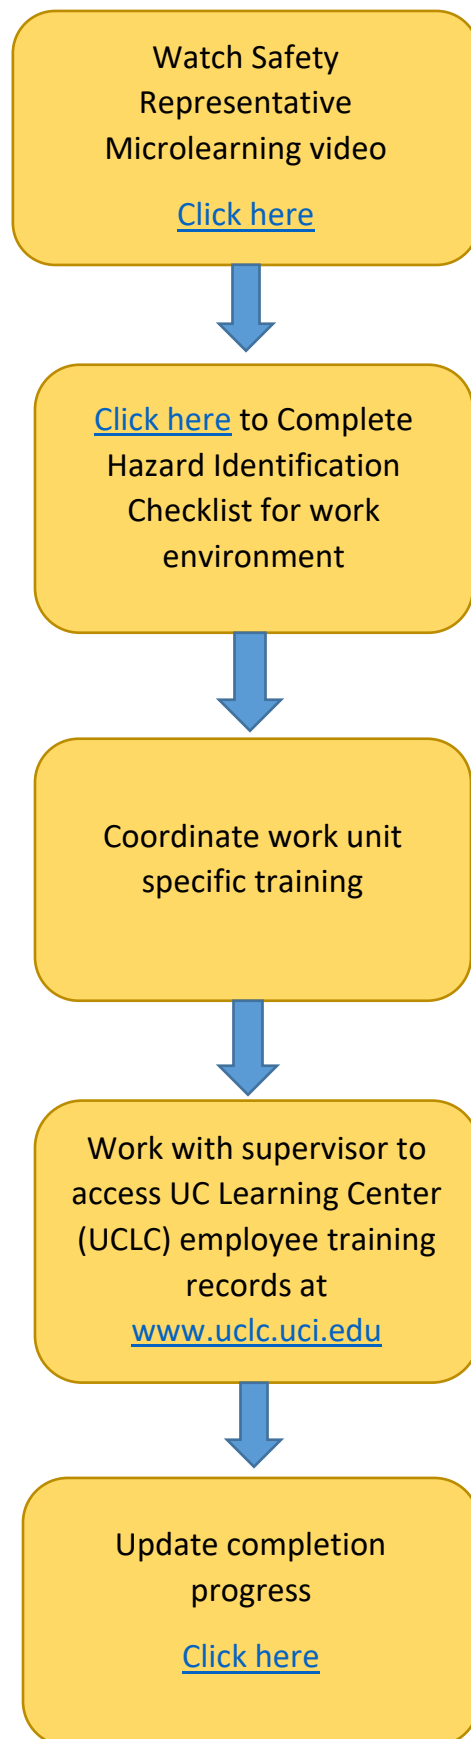 Watch Safety
Representative
Microlearning video
Click here
Click here to Complete
Hazard Identification
Checklist for work
environment
Coordinate work unit
specific training
Work with supervisor to
access UC Learning Center
(UCLC) employee training
records at
www.uclc.uci.edu
Update completion
progress
Click here